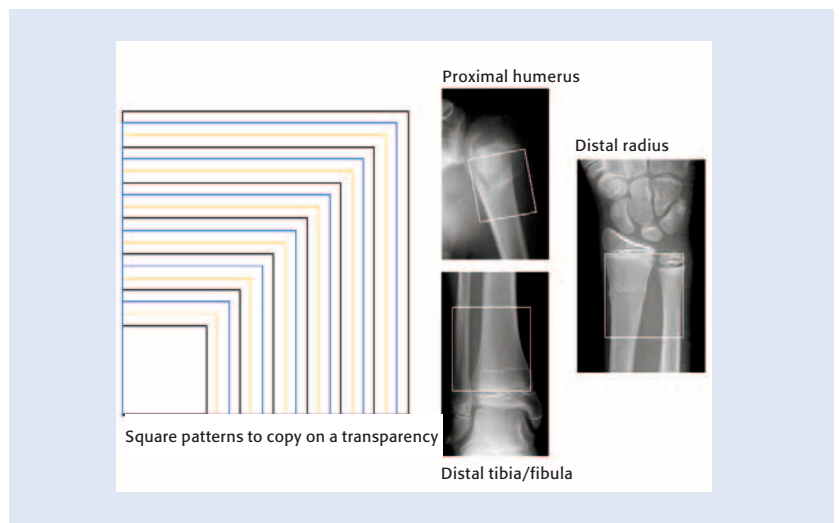 Proximal humerus
Distal radius
Square patterns to copy on a transparency
Distal tibia/fibula